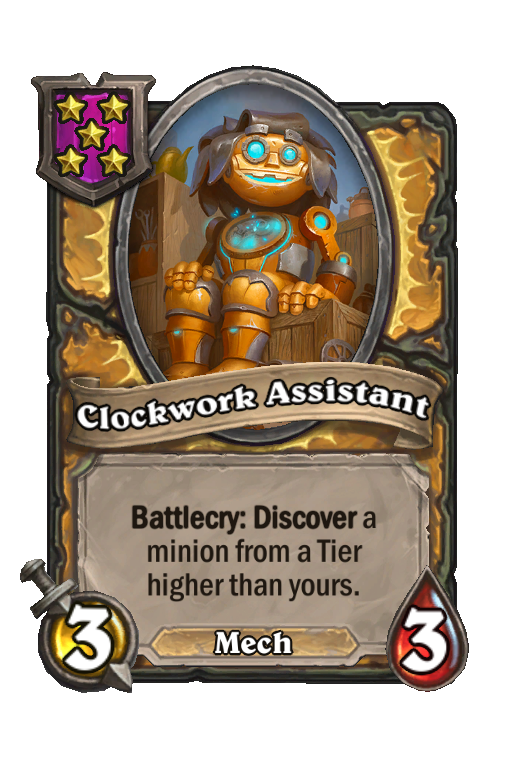 Clockwork Assistant
Battlecry: Discover a
minion from a Tier
higher than yours.
3
Mech
3